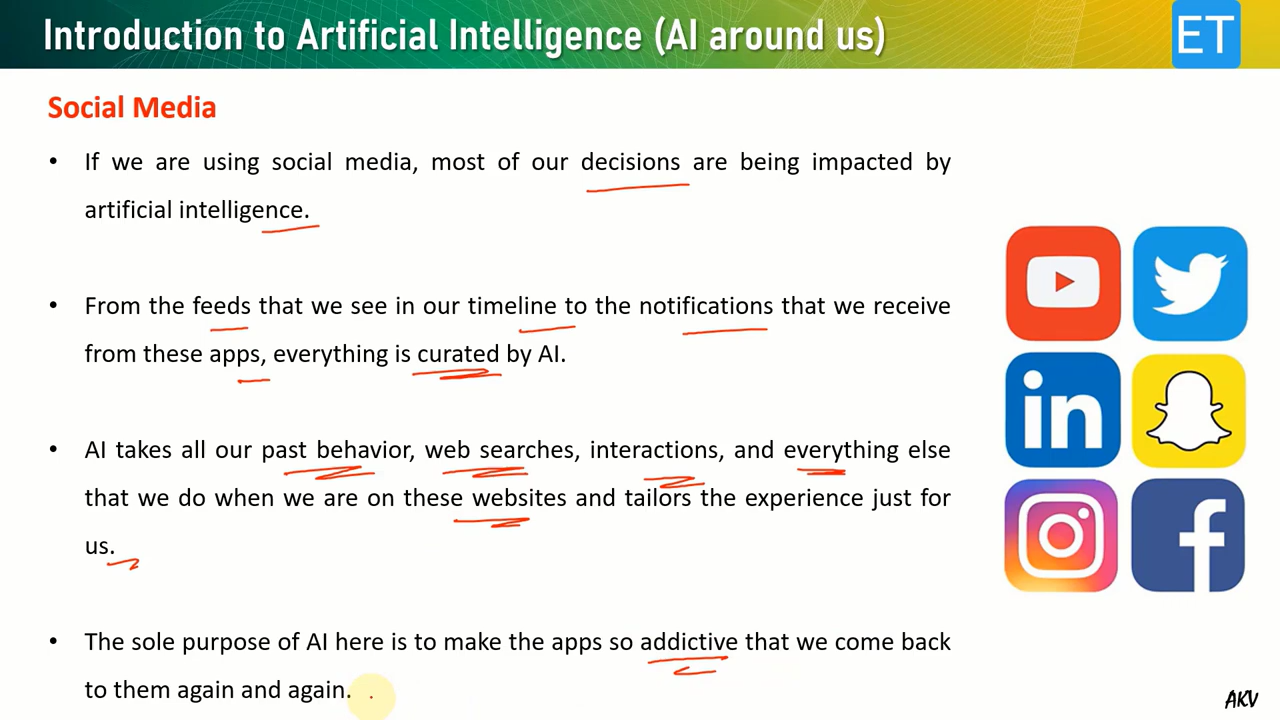 Introduction to Artificial Intelligence (AI around us)
ET
Social Media
• If we are using social media, most of our decisions are being impacted by
artificial intelligence.
• From the feeds that we see in our timeline to the notifications that we receive
from these apps, everything is curated by AI.
• AI takes all our past behavior, web searches, interactions, and everything else
that we do when we are on these websites and tailors the experience just for
us.
• The sole purpose of AI here is to make the apps so addictive that we come back
to them again and again.
in
f
AKV